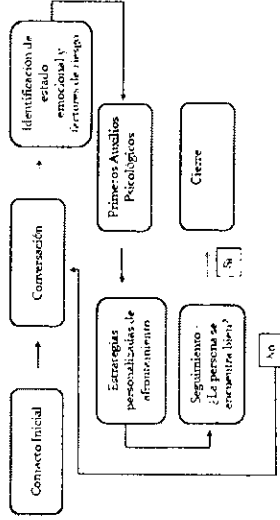 Contacto Inicial
Conversación
Identificación de
estado
emocional y
factores de riesgo
Primeros Auxilios
Psicológicos
Estrategias
personalizadas de
afrontamiento
Seguimiento -
¿La persona se
encuentra bien?
Si
Cierre
No